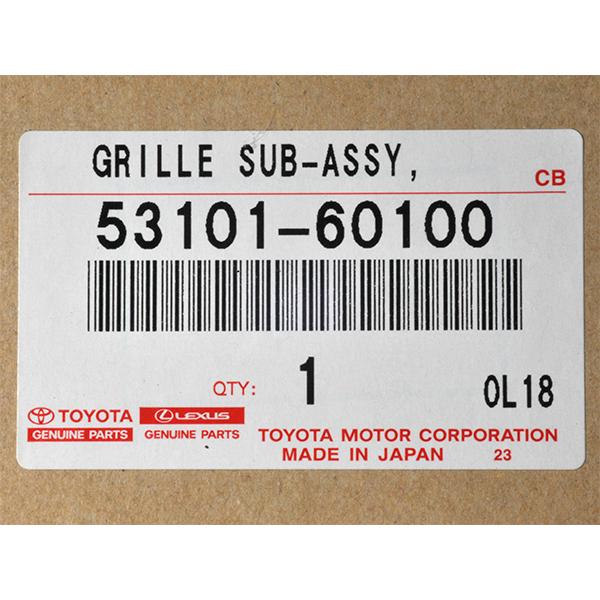 GRILLE SUB-ASSY,
CB
53101-60100
QTY: 1 0L18
TOYOTA LEXUS
GENUINE PARTS GENUINE PARTS
TOYOTA MOTOR CORPORATION
MADE IN JAPAN 23